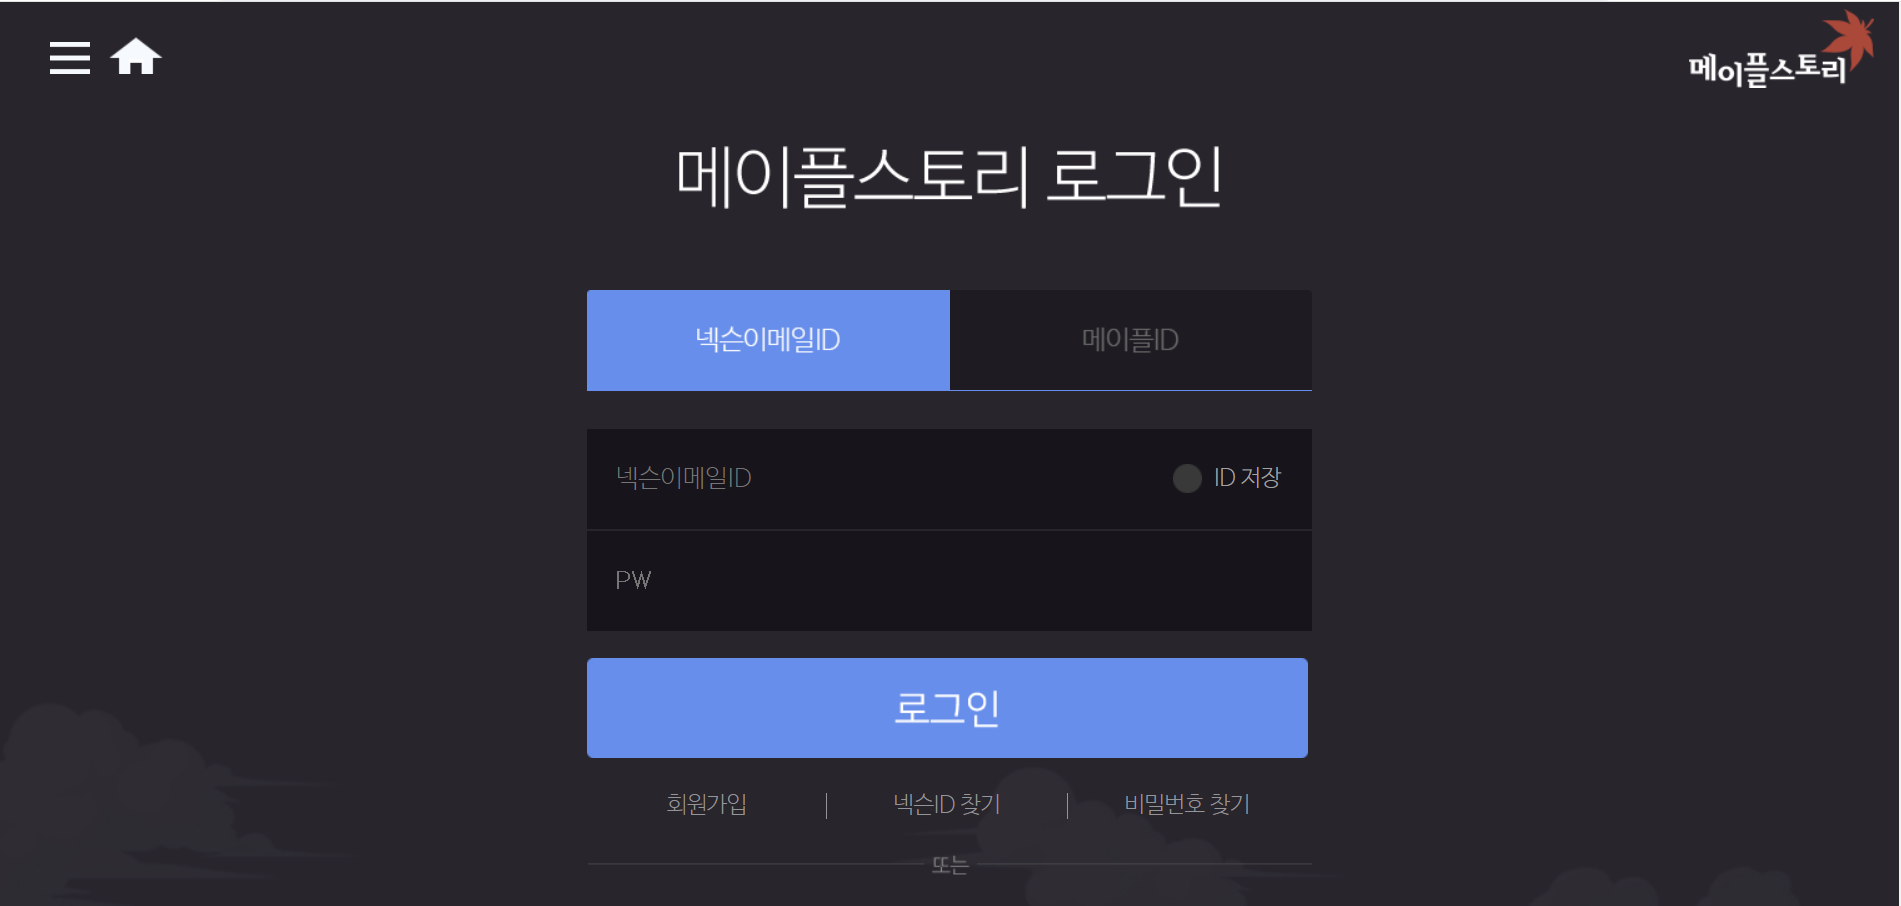 메이플스토리
메이플스토리 로그인
넥슨이메일ID
메이플ID
넥슨이메일ID
ID 저장
PW
로그인
회원가입
넥슨ID 찾기
비밀번호 찾기
또는